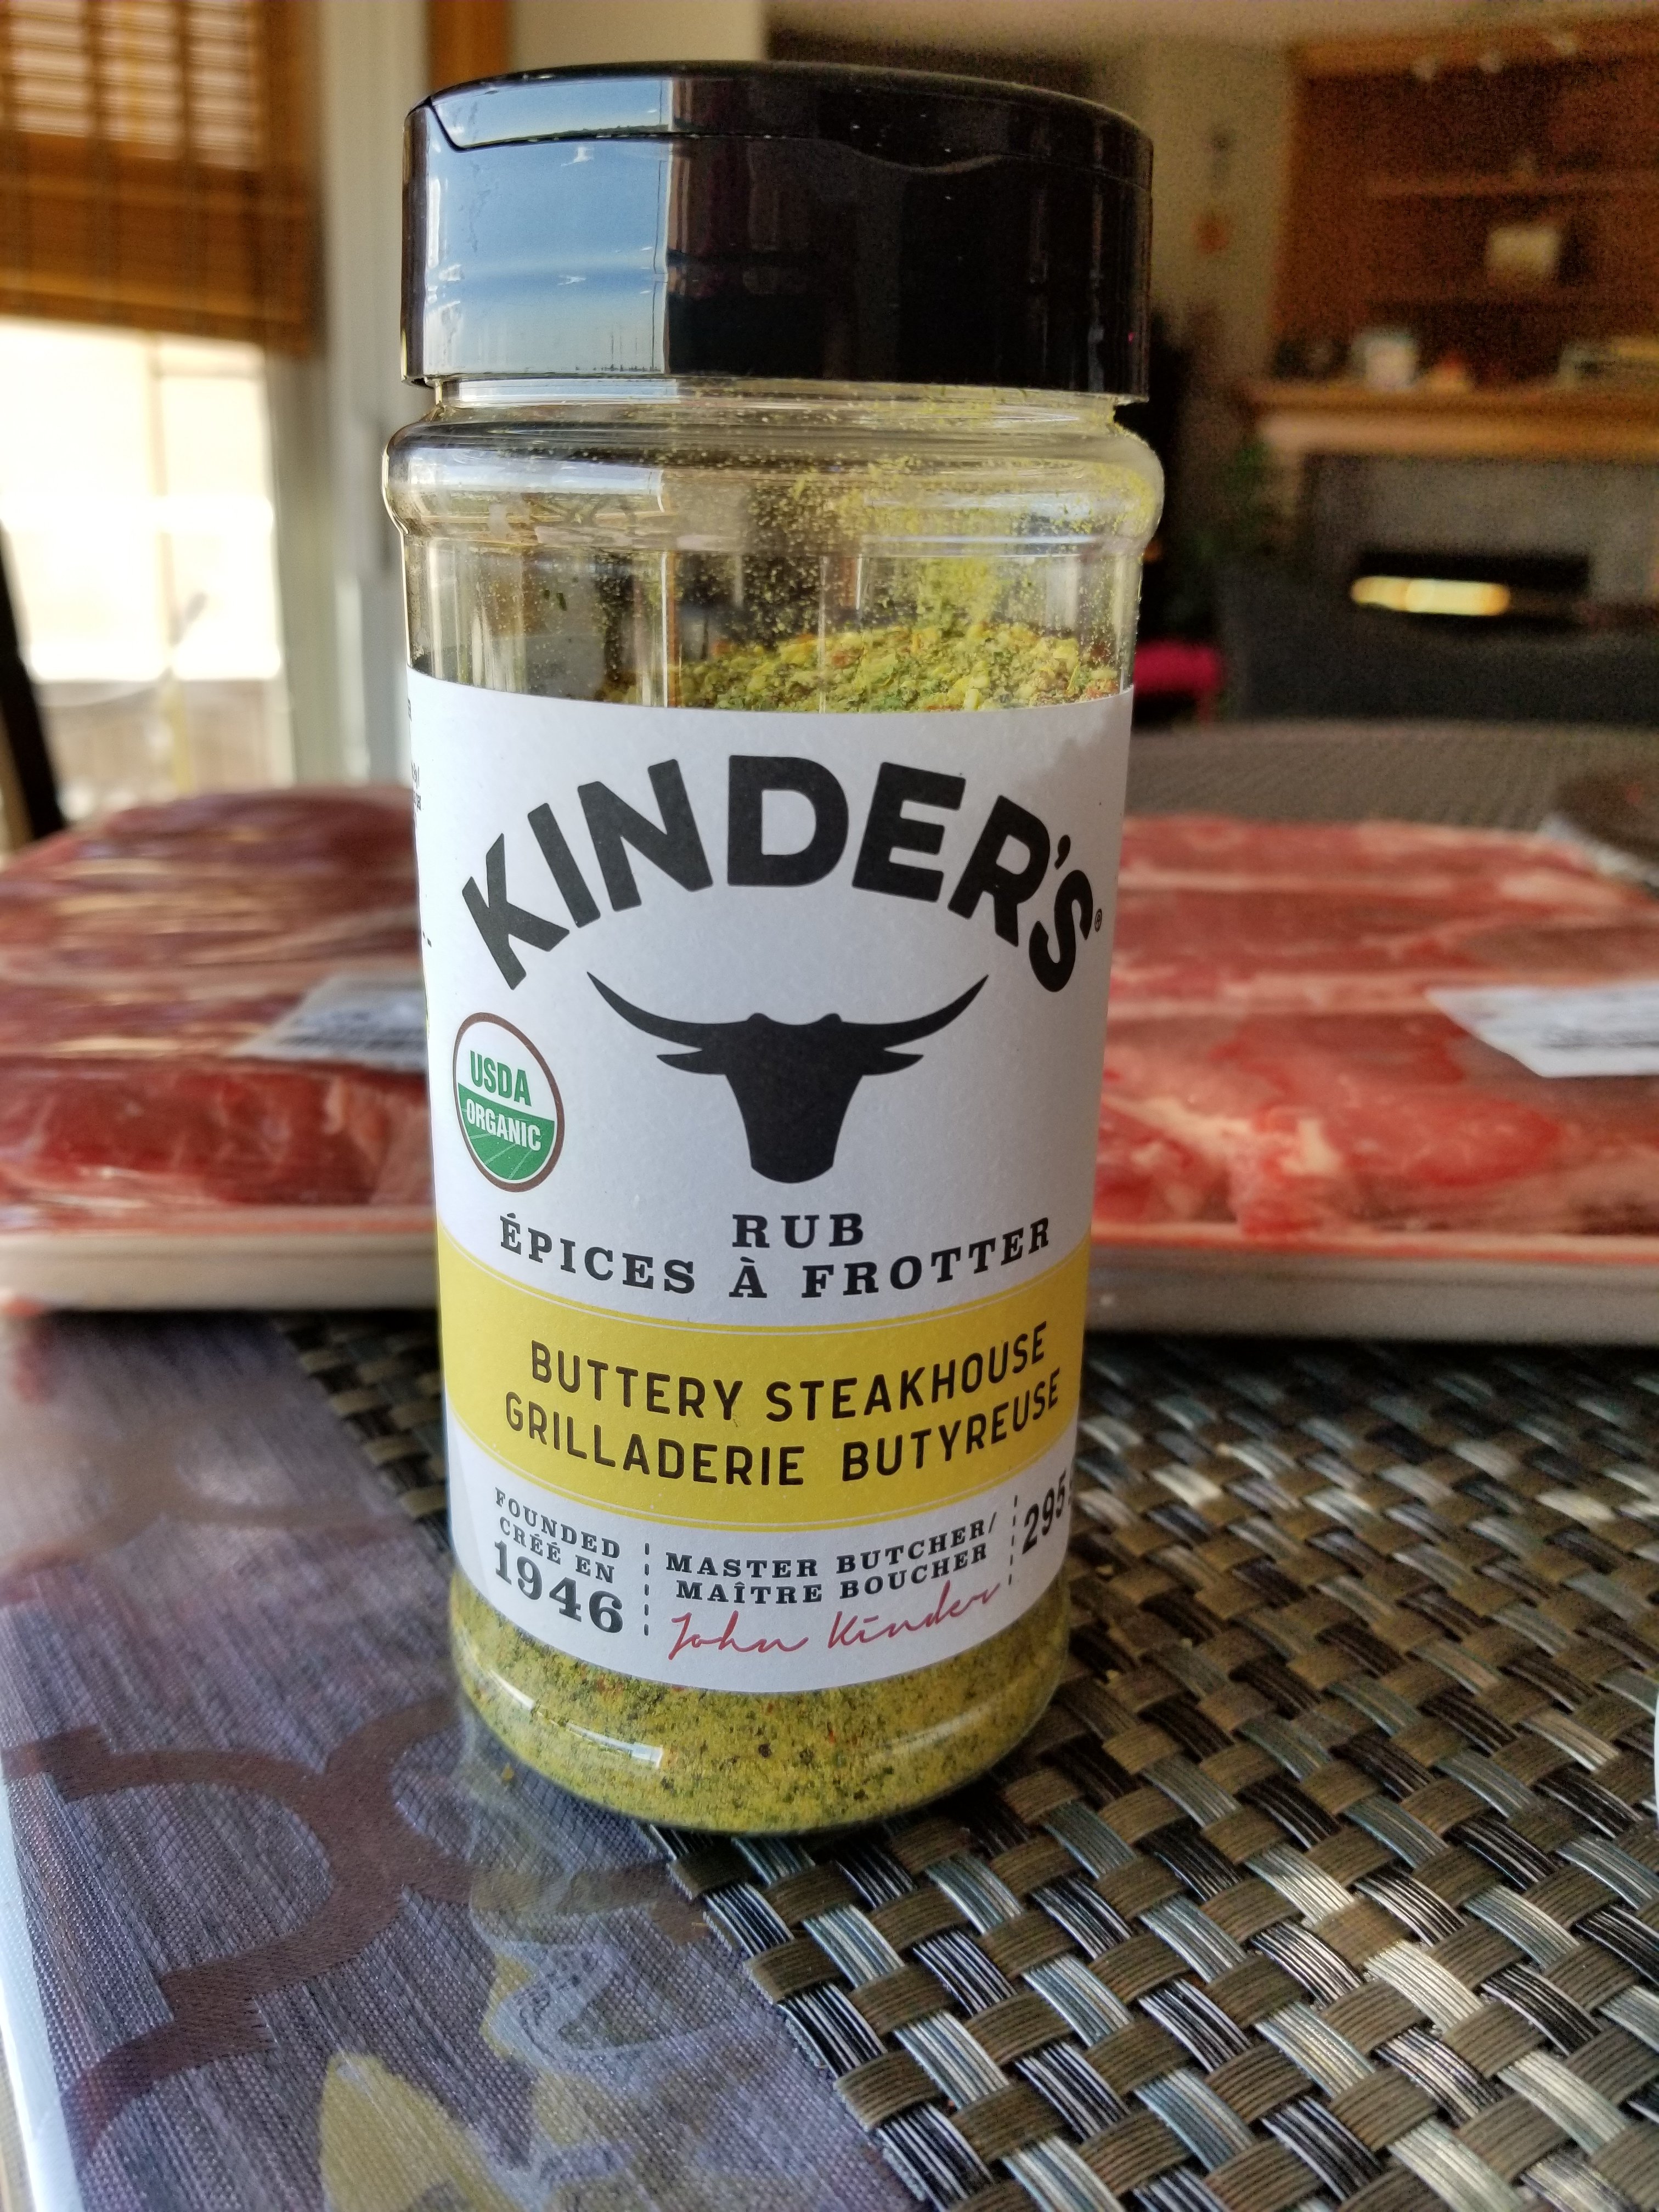 KINDER'S®
USDA
ORGANIC
RUB
ÉPICES À FROTTER
BUTTERY STEAKHOUSE
GRILLADERIE BUTYREUSE
FOUNDED
CRÉÉ EN
1946
MASTER BUTCHER/
MAÎTRE BOUCHER
John Kinder
295